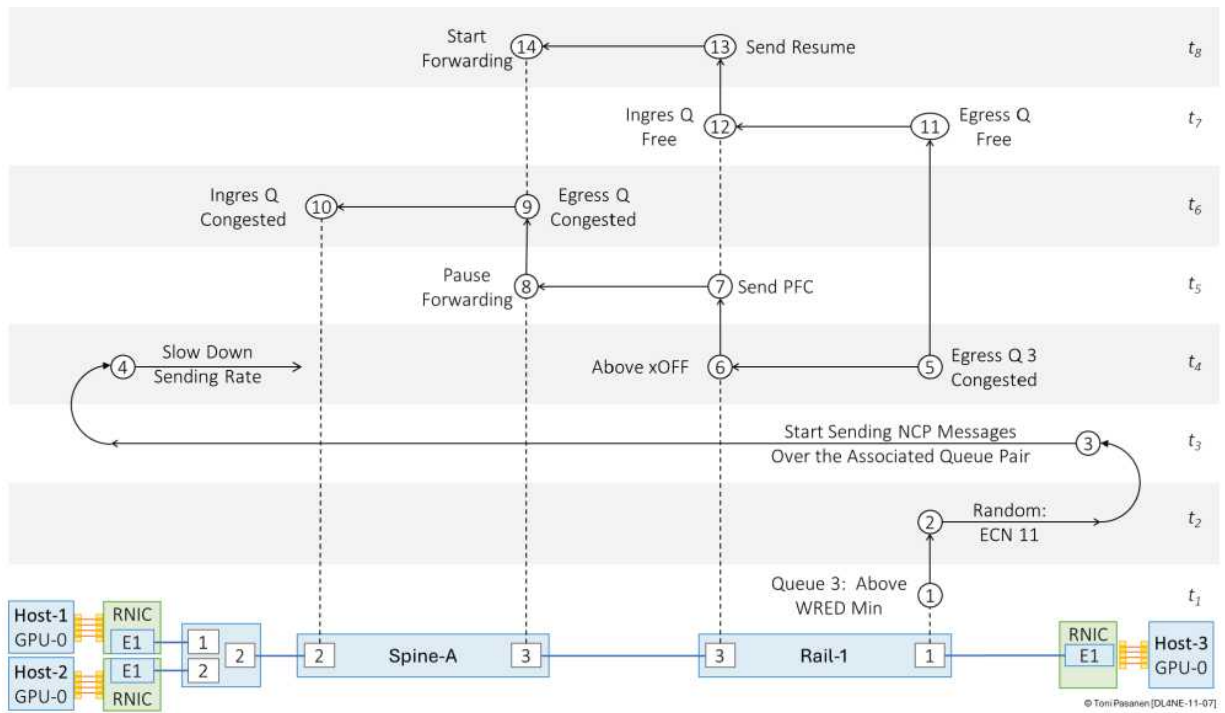 Start
Forwarding
14
13
Send Resume
t8
Ingres Q
Free
12
11
Egress Q
Free
t7
Ingres Q
Congested
10
9
Egress Q
Congested
t6
Pause
Forwarding
8
7
Send PFC
t5
4
Slow Down
Sending Rate
Above xOFF
6
5
Egress Q 3
Congested
t4
Start Sending NCP Messages
Over the Associated Queue Pair
3
t3
2
Random:
ECN 11
t2
Queue 3: Above
WRED Min
1
t1
Host-1
GPU-0
RNIC
E1
1
Host-2
GPU-0
E1
RNIC
2
2
2
Spine-A
3
3
Rail-1
1
RNIC
E1
Host-3
GPU-0
© Toni Pasanen [DL4NE-11-07]